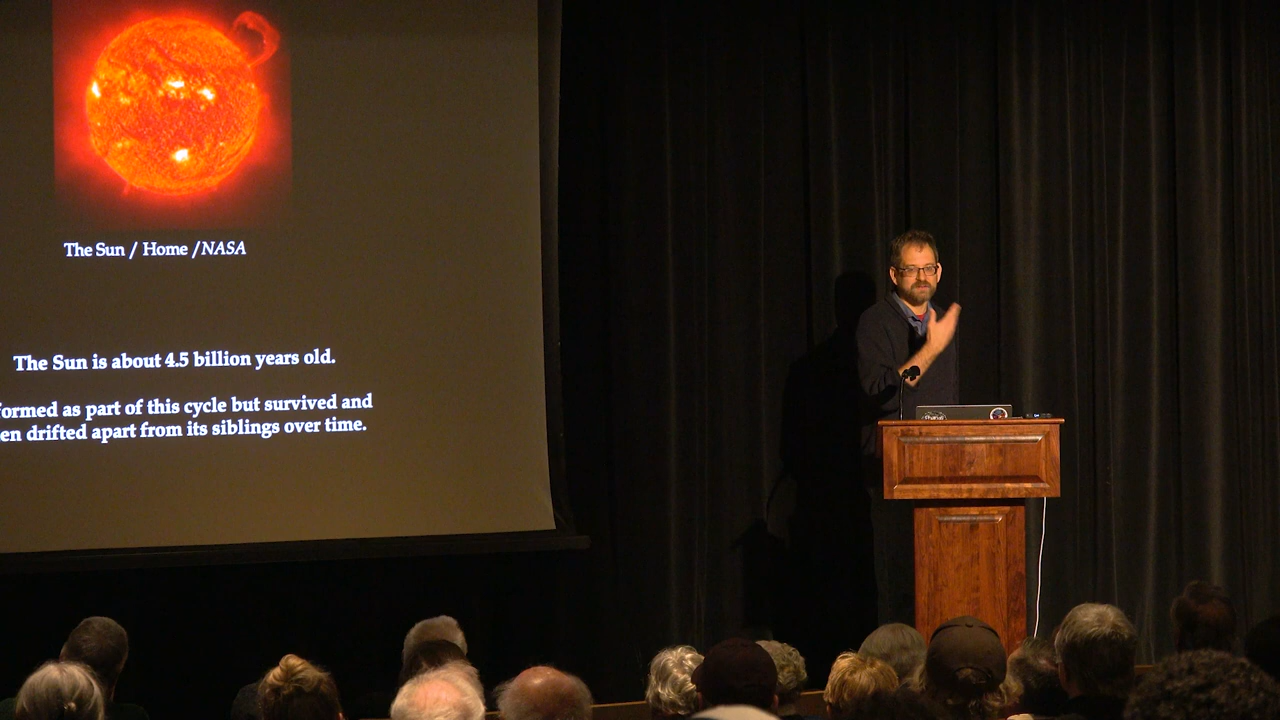 The Sun / Home /NASA
The Sun is about 4.5 billion years old.
formed as part of this cycle but survived and
en drifted apart from its siblings over time.